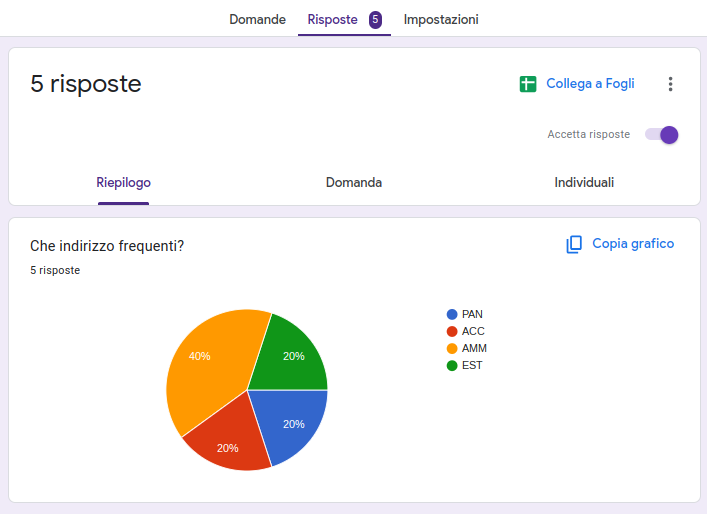 Domande Risposte 5 Impostazioni
5 risposte
Collega a Fogli
Accetta risposte
Riepilogo Domanda Individuali
Che indirizzo frequenti?
Copia grafico
5 risposte
PAN
ACC
AMM
EST
40%
20%
20%
20%